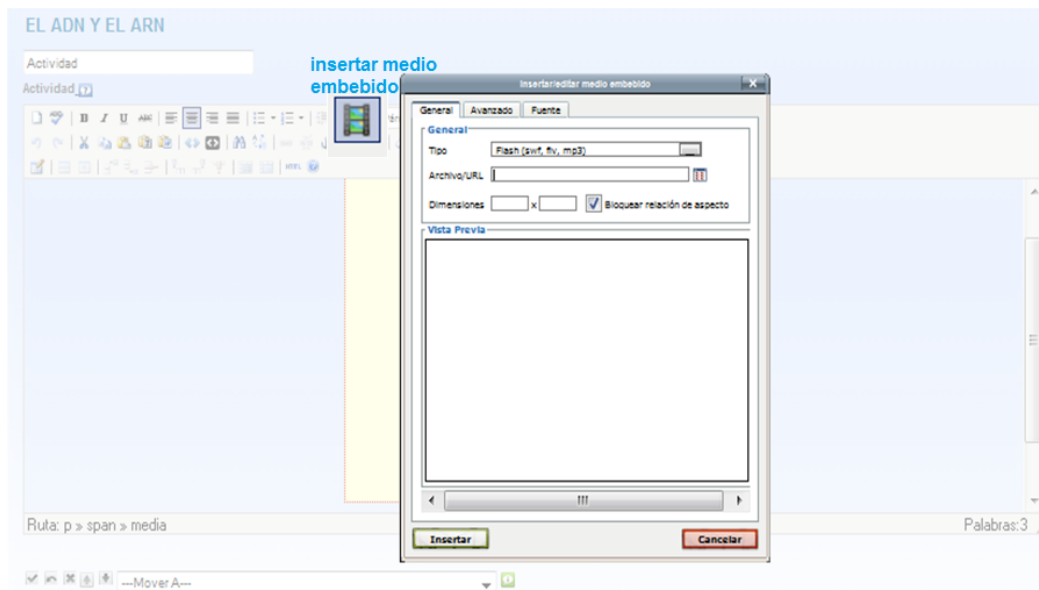 EL ADN Y EL ARN
Actividad
Actividad
insertar medio
embebido
Insertar/editar medio embebido
General Avanzado Fuente
General
Tipo Flash (swf, flv, mp3)
Archivo/URL
Dimensiones x Bloquear relación de aspecto
Vista Previa
Insertar Cancelar
Ruta: p » span » media Palabras:3
---Mover A---